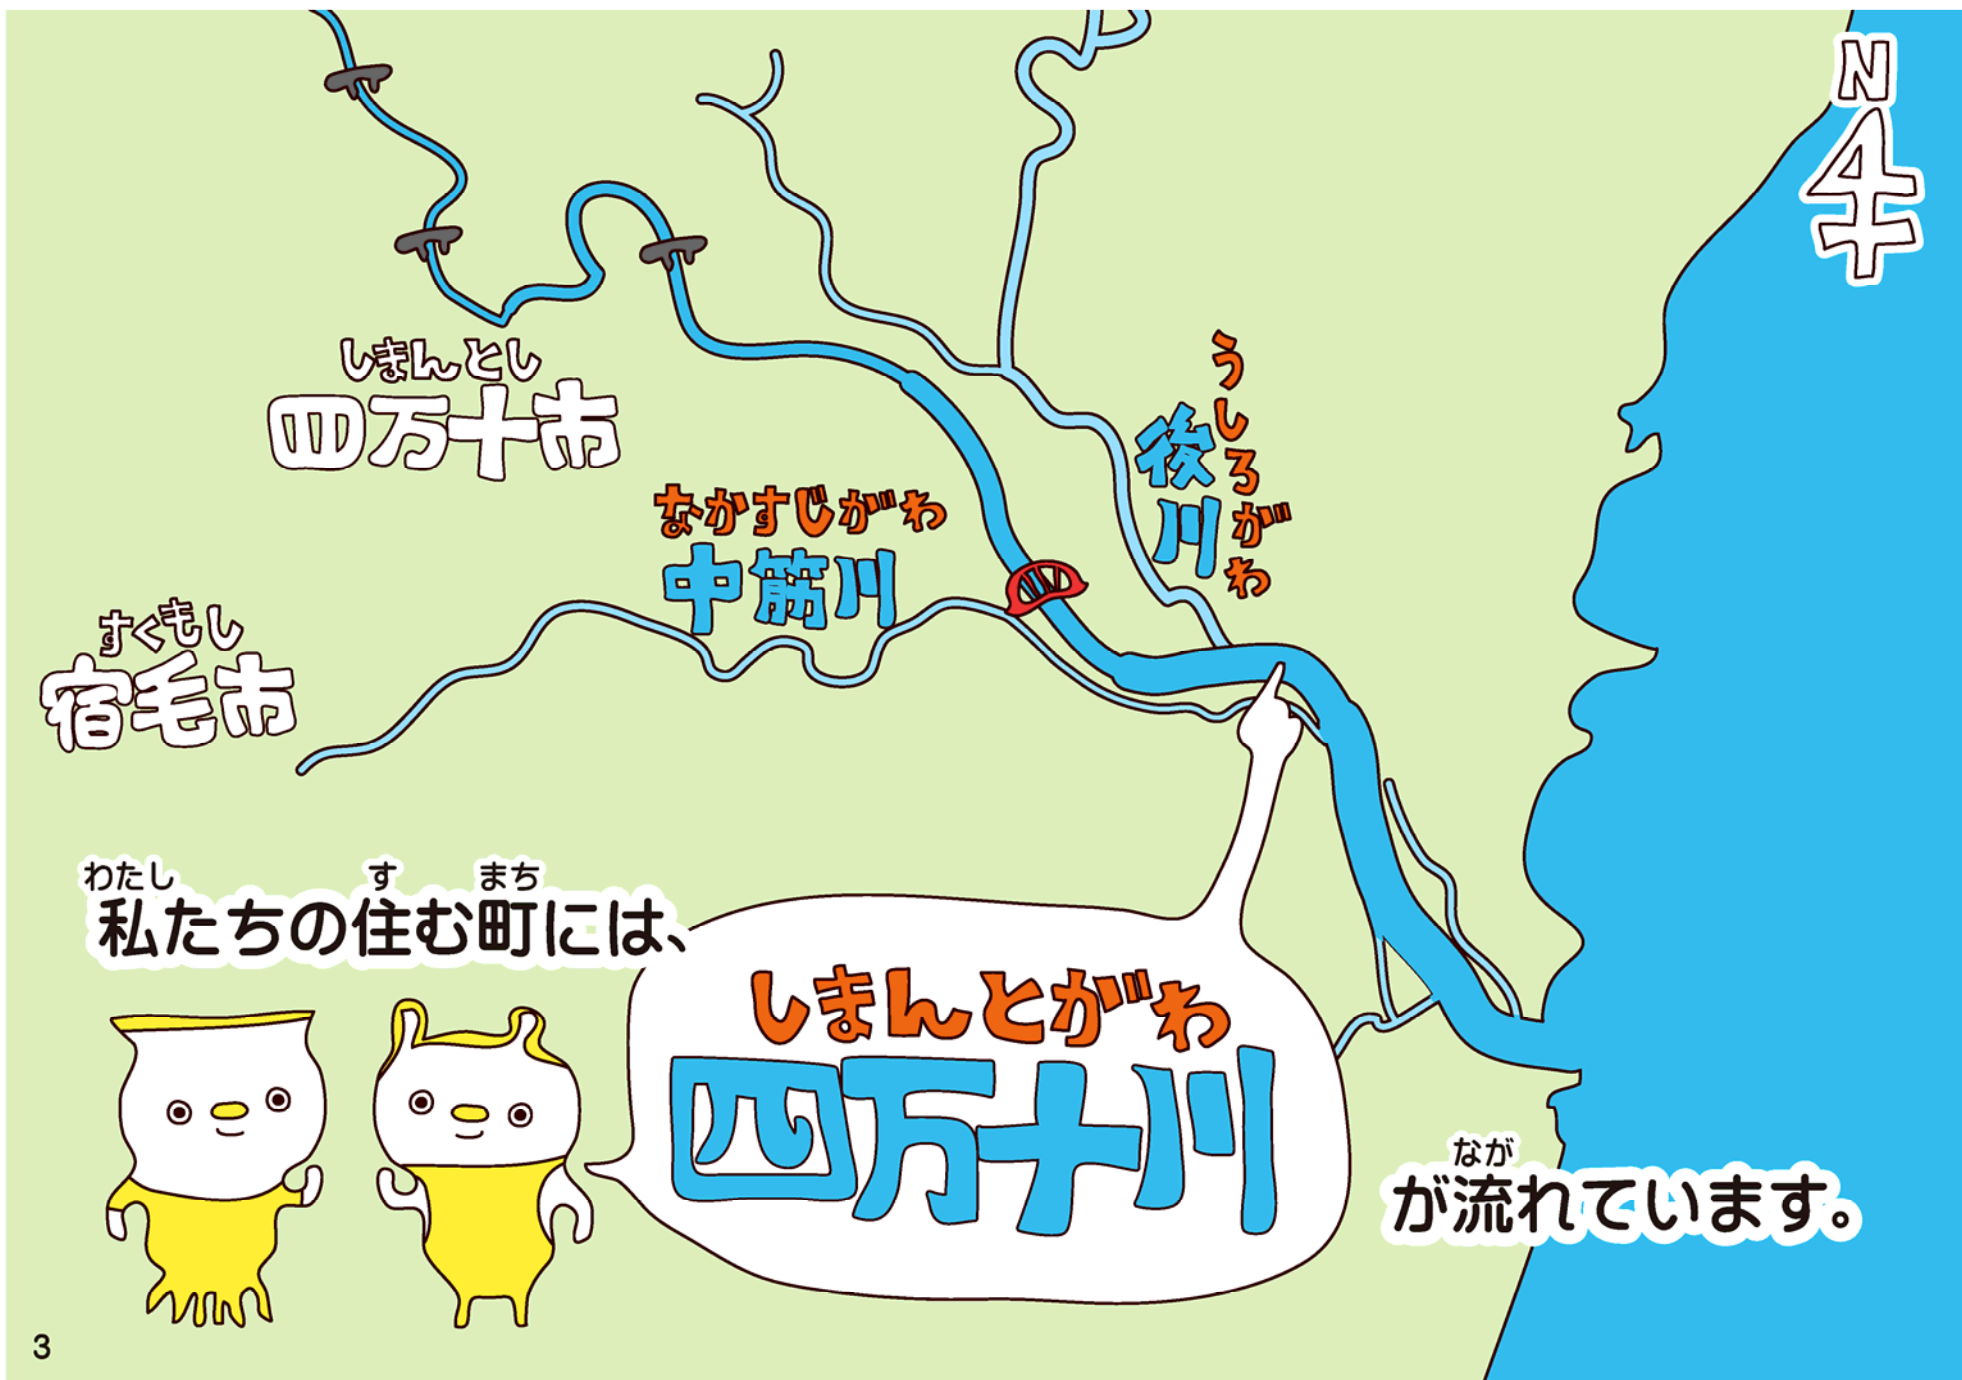 N
しまんとし
四万十市
うしろがわ
後川
なかすじがわ
中筋川
すくもし
宿毛市
わたし す まち
私たちの住む町には、
しまんとがわ
四万十川
なが
が流れています。
3